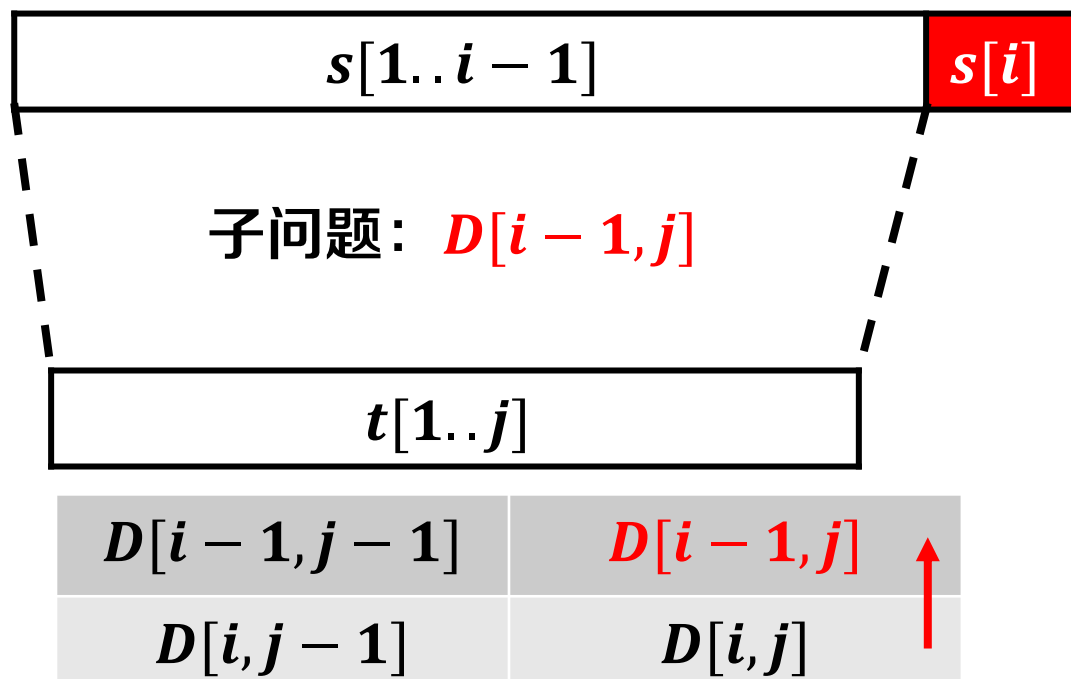 s[1..i − 1] s[i]
子问题：D[i − 1, j]
t[1..j]
D[i − 1, j − 1] D[i − 1, j]
D[i, j − 1] D[i, j]